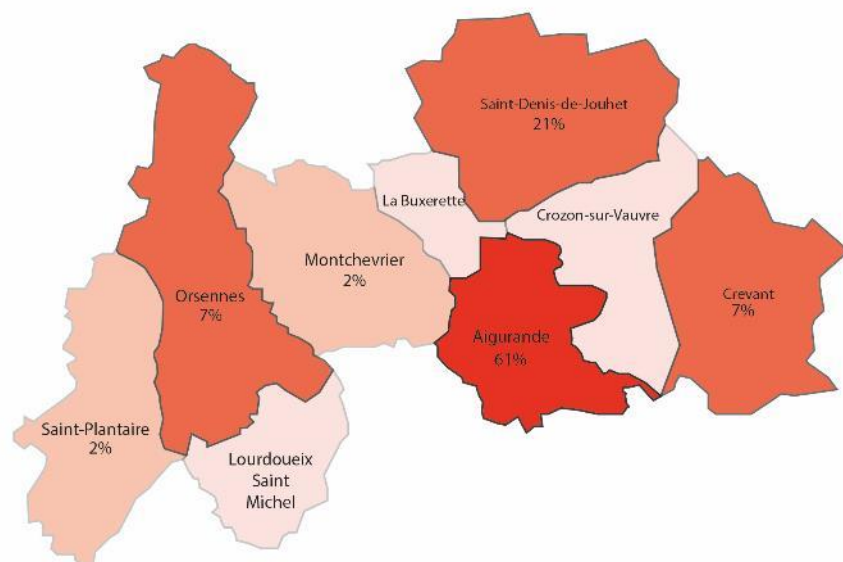 Saint-Denis-de-Jouhet
21%
La Buxerette
Crozon-sur-Vauvre
Montchevrier
2%
Orsennes
7%
Crevant
7%
Aigurande
61%
Saint-Plantaire
2%
Lourdoueix
Saint
Michel